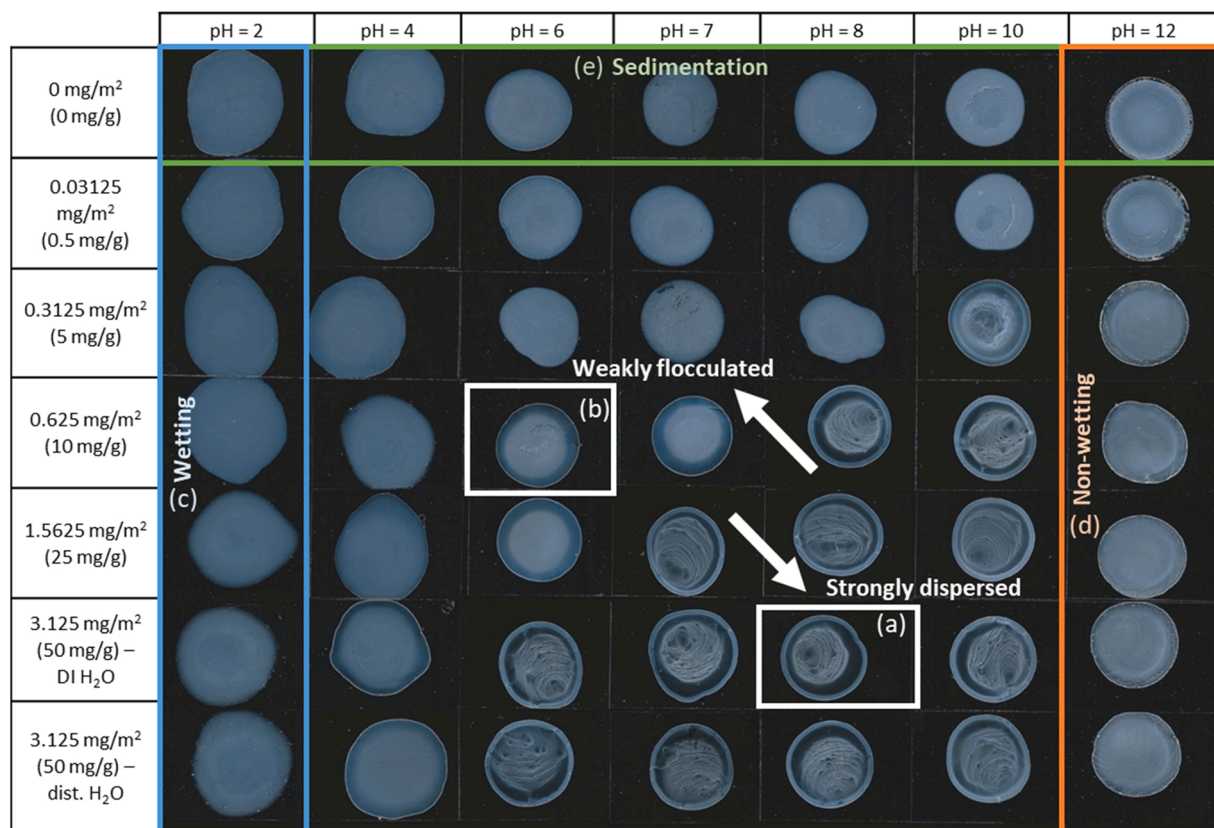 pH = 2 pH = 4 pH = 6 pH = 7 pH = 8 pH = 10 pH = 12
0 mg/m²
(0 mg/g)
(e) Sedimentation
0.03125
mg/m²
(0.5 mg/g)
0.3125 mg/m²
(5 mg/g)
Weakly flocculated
0.625 mg/m²
(10 mg/g)
(b)
(c) Wetting
(d) Non-wetting
1.5625 mg/m²
(25 mg/g)
Strongly dispersed
3.125 mg/m²
(50 mg/g) –
DI H₂O
(a)
3.125 mg/m²
(50 mg/g) –
dist. H₂O